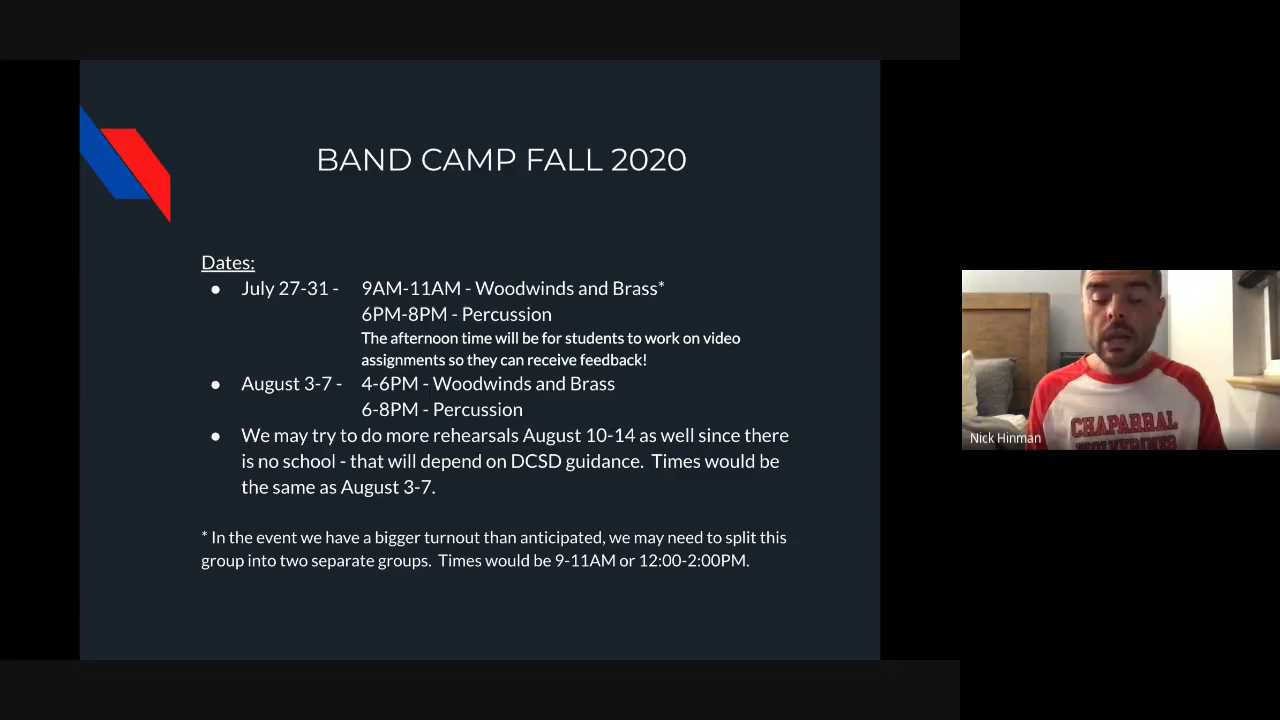 BAND CAMP FALL 2020
Dates:
● July 27-31 - 9AM-11AM - Woodwinds and Brass*
6PM-8PM - Percussion
The afternoon time will be for students to work on video
assignments so they can receive feedback!
● August 3-7 - 4-6PM - Woodwinds and Brass
6-8PM - Percussion
● We may try to do more rehearsals August 10-14 as well since there
is no school - that will depend on DCSD guidance. Times would be
the same as August 3-7.
* In the event we have a bigger turnout than anticipated, we may need to split this
group into two separate groups. Times would be 9-11AM or 12:00-2:00PM.
CHAPARRAL
WOLVERINES
Nick Hinman